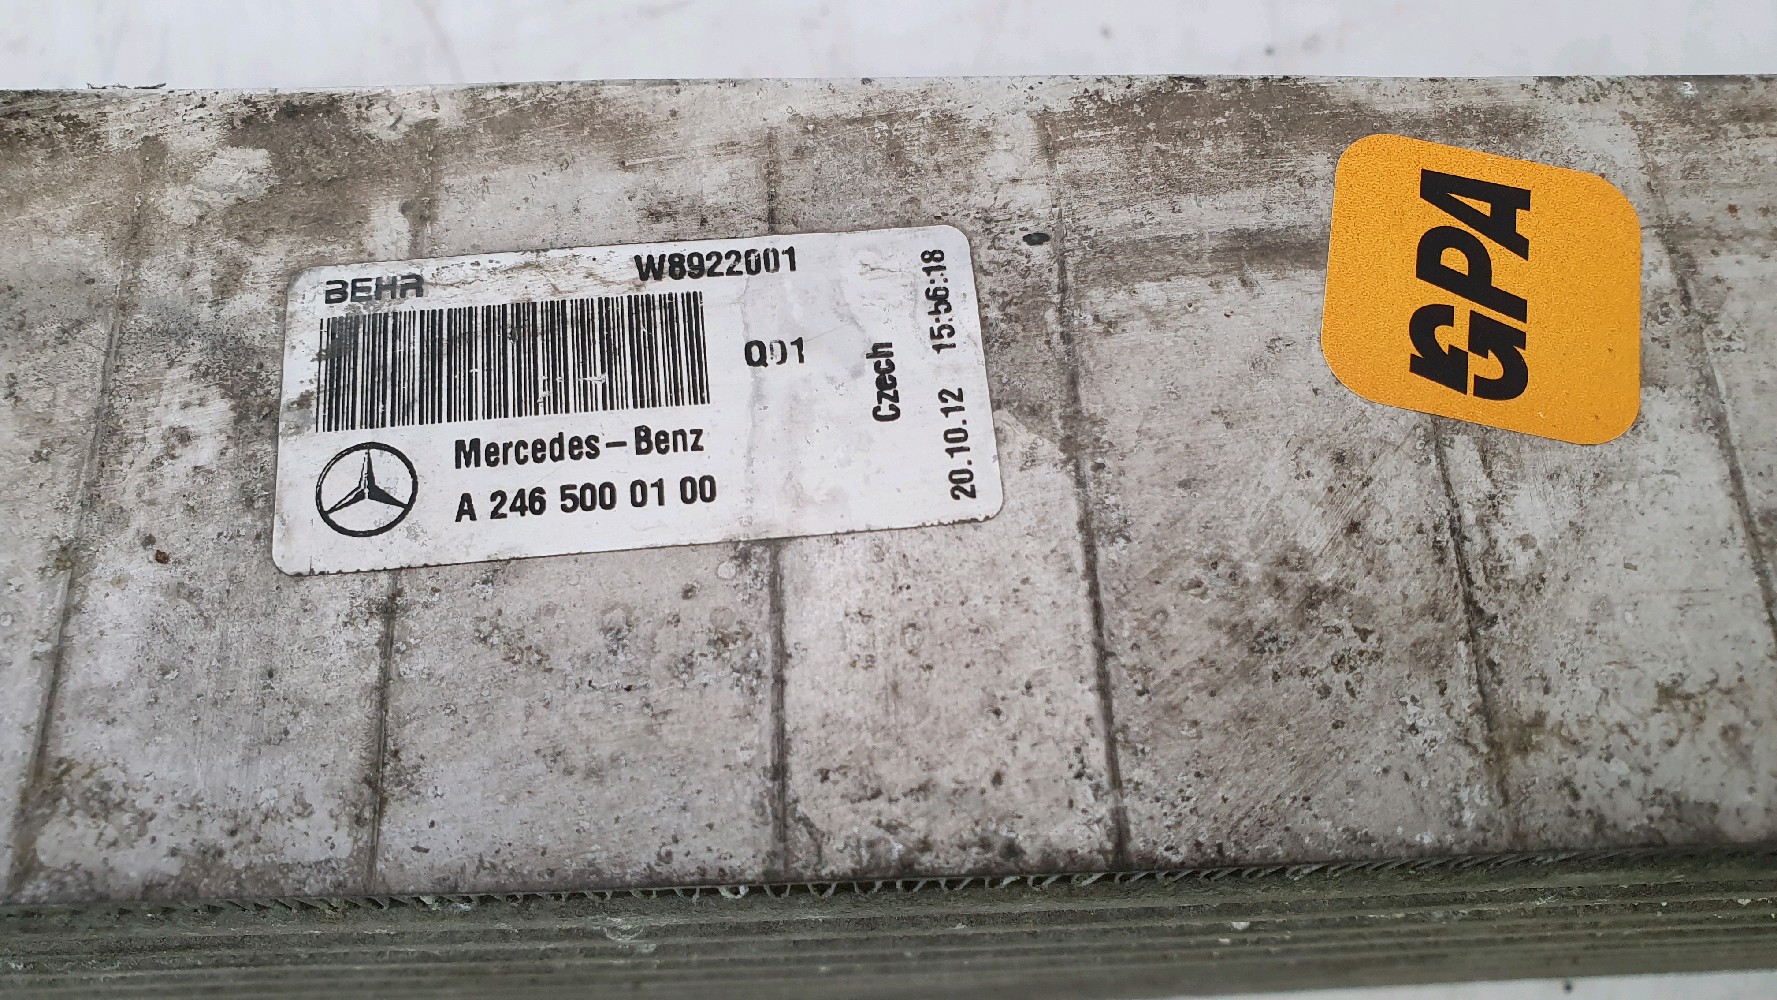 BEHR
W8922001
Q01
Czech
20.10.12 15:56:18
Mercedes-Benz
A 246 500 01 00
GPA